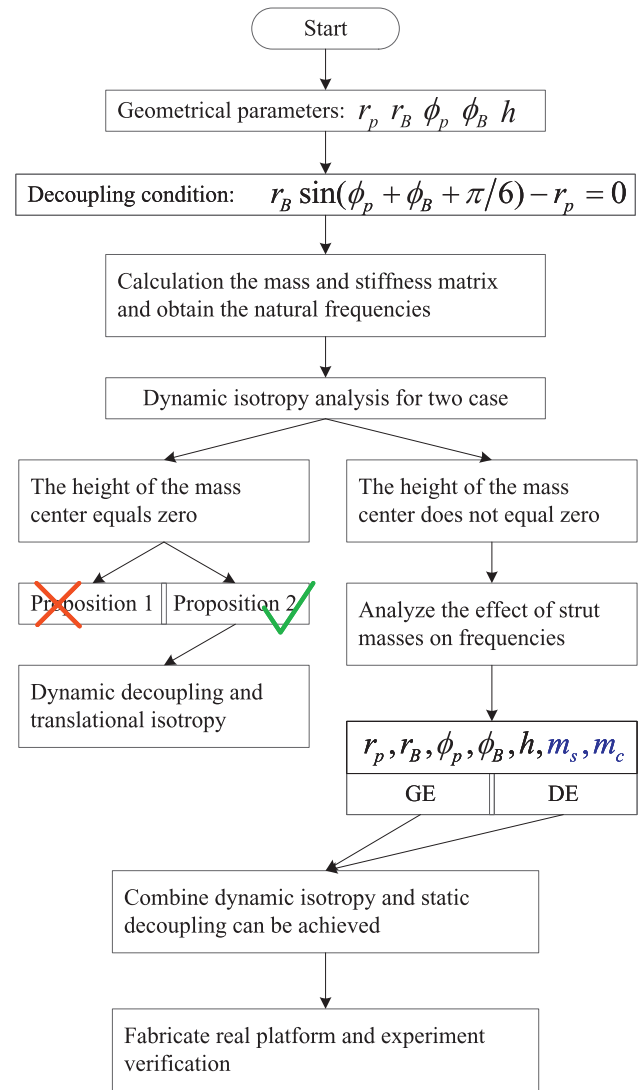 Start
Geometrical parameters: r_p r_B ϕ_p ϕ_B h
Decoupling condition: r_B sin(ϕ_p + ϕ_B + π/6) − r_p = 0
Calculation the mass and stiffness matrix
and obtain the natural frequencies
Dynamic isotropy analysis for two case
The height of the mass
center equals zero
The height of the mass
center does not equal zero
Proposition 1
Proposition 2
Analyze the effect of strut
masses on frequencies
Dynamic decoupling and
translational isotropy
r_p, r_B, ϕ_p, ϕ_B, h, m_s, m_c
GE
DE
Combine dynamic isotropy and static
decoupling can be achieved
Fabricate real platform and experiment
verification